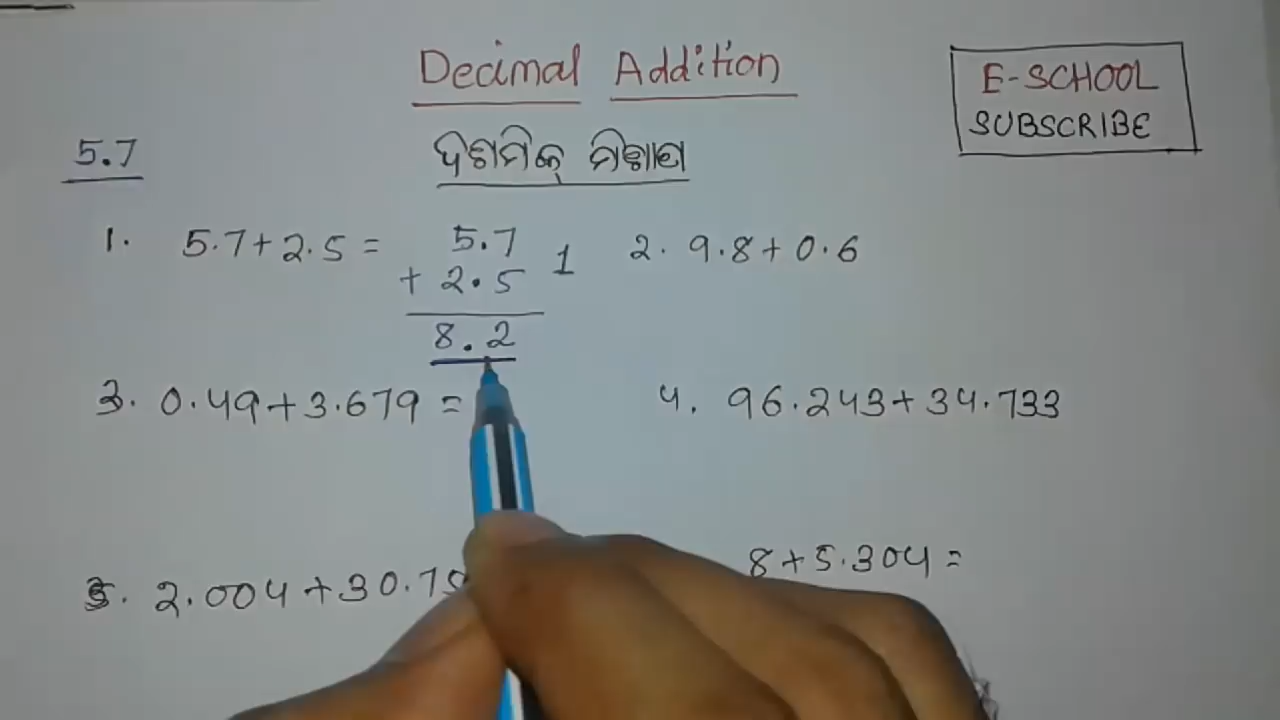 Decimal Addition
E-SCHOOL
SUBSCRIBE
5.7
ଦଶମିକ ମିଶାଣ
1. 5.7+2.5 = 5.7
+ 2.5 1
8.2
2. 9.8+0.6
3. 0.49+3.679 =
4. 96.243+34.733
5. 2.004+30.79
8+5.304 =